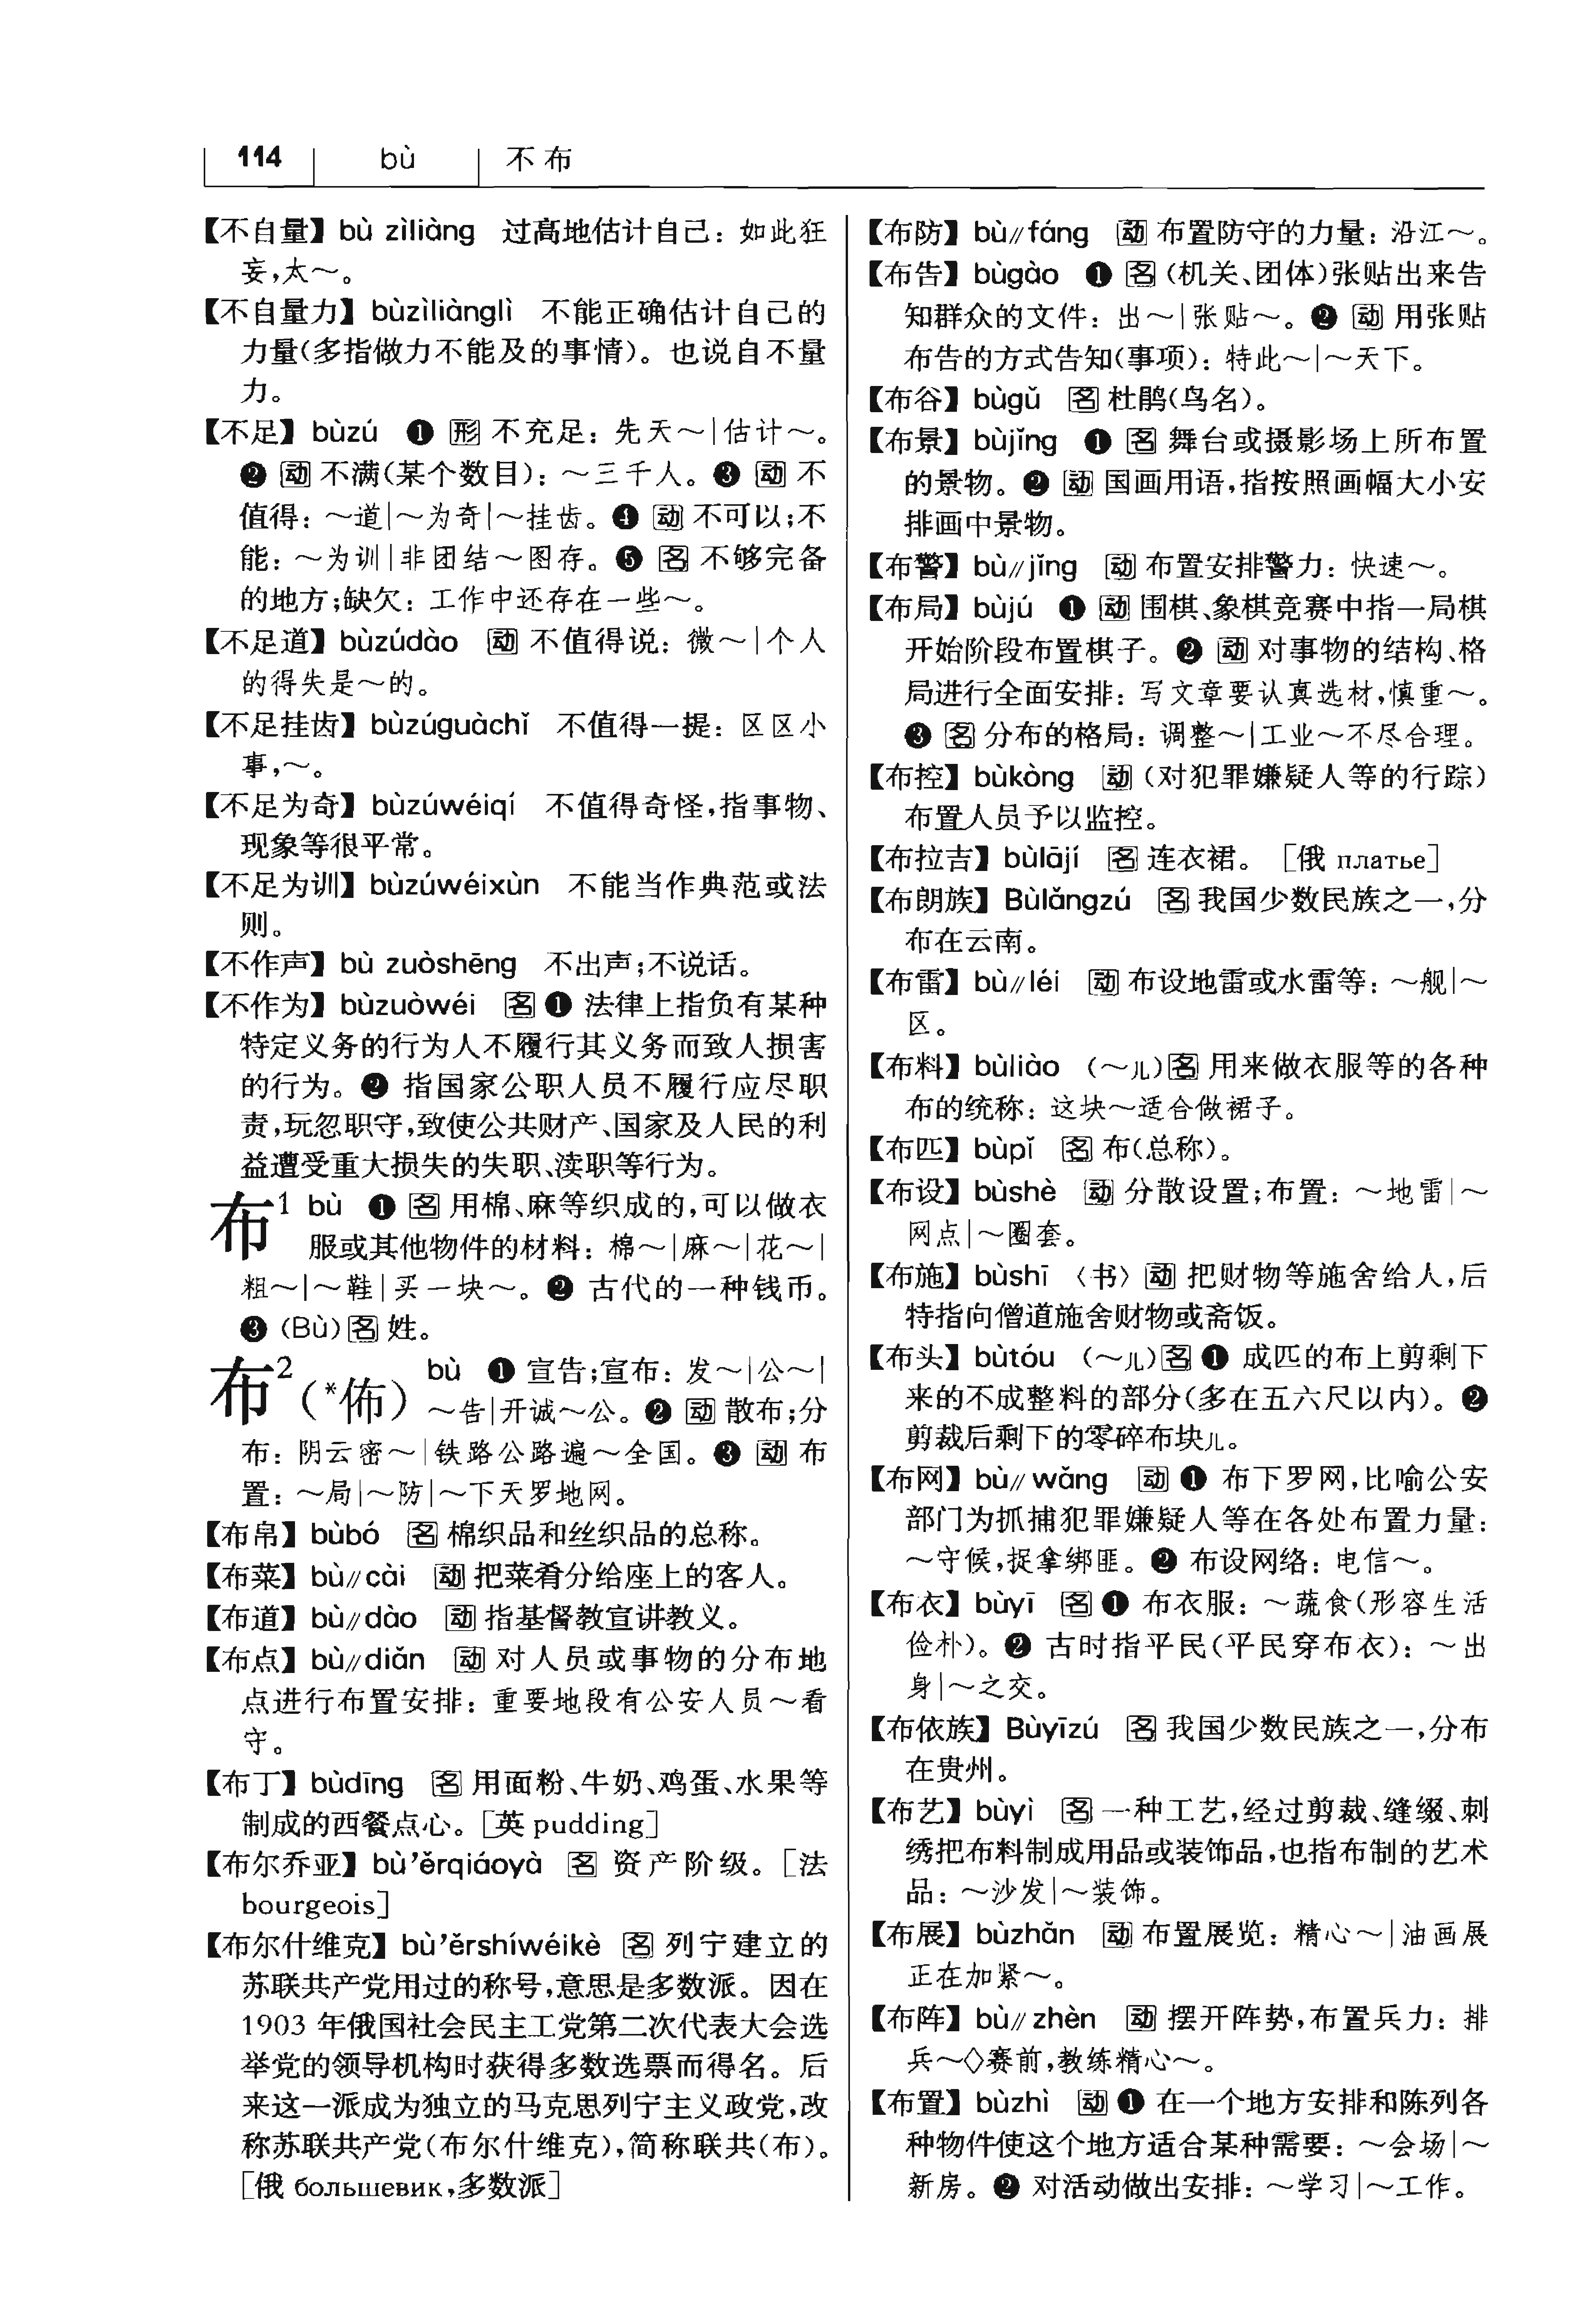 114 bù 不布
【不自量】bù zìliàng 过高地估计自己：如此狂
妄，太～。
【不自量力】bùzìliànglì 不能正确估计自己的
力量（多指做力不能及的事情）。也说自不量
力。
【不足】bùzú ❶ 形 不充足：先天～|估计～。
❷ 动 不满（某个数目）：～三千人。❸ 动 不
值得：～道|～为奇|～挂齿。❹ 动 不可以；不
能：～为训|非团结～图存。❺ 名 不够完备
的地方；缺欠：工作中还存在一些～。
【不足道】bùzúdào 动 不值得说：微～|个人
的得失是～的。
【不足挂齿】bùzúguàchǐ 不值得一提：区区小
事，～。
【不足为奇】bùzúwéiqí 不值得奇怪，指事物、
现象等很平常。
【不足为训】bùzúwéixùn 不能当作典范或法
则。
【不作声】bù zuòshēng 不出声；不说话。
【不作为】bùzuòwéi 名 ❶ 法律上指负有某种
特定义务的行为人不履行其义务而致人损害
的行为。❷ 指国家公职人员不履行应尽职
责，玩忽职守，致使公共财产、国家及人民的利
益遭受重大损失的失职、渎职等行为。
布¹ bù ❶ 名 用棉、麻等织成的，可以做衣
服或其他物件的材料：棉～|麻～|花～|
粗～|～鞋|买一块～。❷ 古代的一种钱币。
❸（Bù）名 姓。
布²（*佈） bù ❶ 宣告；宣布：发～|公～|
～告|开诚～公。❷ 动 散布；分
布：阴云密～|铁路公路遍～全国。❸ 动 布
置：～局|～防|～下天罗地网。
【布帛】bùbó 名 棉织品和丝织品的总称。
【布菜】bù//cài 动 把菜肴分给座上的客人。
【布道】bù//dào 动 指基督教宣讲教义。
【布点】bù//diǎn 动 对人员或事物的分布地
点进行布置安排：重要地段有公安人员～看
守。
【布丁】bùdīng 名 用面粉、牛奶、鸡蛋、水果等
制成的西餐点心。［英 pudding］
【布尔乔亚】bù'ěrqiáoyà 名 资产阶级。［法
bourgeois］
【布尔什维克】bù'ěrshíwéikè 名 列宁建立的
苏联共产党用过的称号，意思是多数派。因在
1903 年俄国社会民主工党第二次代表大会选
举党的领导机构时获得多数选票而得名。后
来这一派成为独立的马克思列宁主义政党，改
称苏联共产党（布尔什维克），简称联共（布）。
［俄 большевик，多数派］
【布防】bù//fáng 动 布置防守的力量：沿江～。
【布告】bùgào ❶ 名（机关、团体）张贴出来告
知群众的文件：出～|张贴～。❷ 动 用张贴
布告的方式告知（事项）：特此～|～天下。
【布谷】bùgǔ 名 杜鹃（鸟名）。
【布景】bùjǐng ❶ 名 舞台或摄影场上所布置
的景物。❷ 动 国画用语，指按照画幅大小安
排画中景物。
【布警】bù//jǐng 动 布置安排警力：快速～。
【布局】bùjú ❶ 动 围棋、象棋竞赛中指一局棋
开始阶段布置棋子。❷ 动 对事物的结构、格
局进行全面安排：写文章要认真选材，慎重～。
❸ 名 分布的格局：调整～|工业～不尽合理。
【布控】bùkòng 动（对犯罪嫌疑人等的行踪）
布置人员予以监控。
【布拉吉】bùlājí 名 连衣裙。［俄 платье］
【布朗族】Bùlǎngzú 名 我国少数民族之一，分
布在云南。
【布雷】bù//léi 动 布设地雷或水雷等：～舰|～
区。
【布料】bùliào （～儿）名 用来做衣服等的各种
布的统称：这块～适合做裙子。
【布匹】bùpǐ 名 布（总称）。
【布设】bùshè 动 分散设置；布置：～地雷|～
网点|～圈套。
【布施】bùshī 〈书〉动 把财物等施舍给人，后
特指向僧道施舍财物或斋饭。
【布头】bùtóu （～儿）名 ❶ 成匹的布上剪剩下
来的不成整料的部分（多在五六尺以内）。❷
剪裁后剩下的零碎布块儿。
【布网】bù//wǎng 动 ❶ 布下罗网，比喻公安
部门为抓捕犯罪嫌疑人等在各处布置力量：
～守候，捉拿绑匪。❷ 布设网络：电信～。
【布衣】bùyī 名 ❶ 布衣服：～蔬食（形容生活
俭朴）。❷ 古时指平民（平民穿布衣）：～出
身|～之交。
【布依族】Bùyīzú 名 我国少数民族之一，分布
在贵州。
【布艺】bùyì 名 一种工艺，经过剪裁、缝缀、刺
绣把布料制成用品或装饰品，也指布制的艺术
品：～沙发|～装饰。
【布展】bùzhǎn 动 布置展览：精心～|油画展
正在加紧～。
【布阵】bù//zhèn 动 摆开阵势，布置兵力：排
兵～◇赛前，教练精心～。
【布置】bùzhì 动 ❶ 在一个地方安排和陈列各
种物件使这个地方适合某种需要：～会场|～
新房。❷ 对活动做出安排：～学习|～工作。